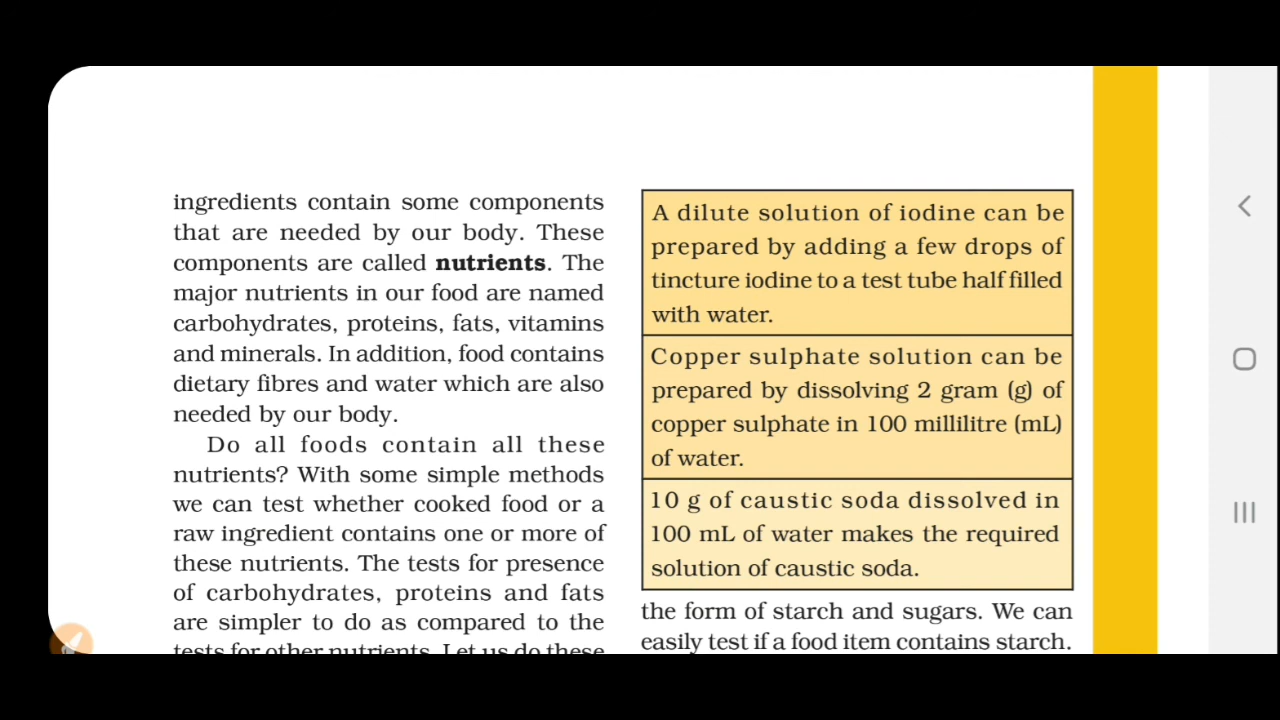 ingredients contain some components
that are needed by our body. These
components are called nutrients. The
major nutrients in our food are named
carbohydrates, proteins, fats, vitamins
and minerals. In addition, food contains
dietary fibres and water which are also
needed by our body.
Do all foods contain all these
nutrients? With some simple methods
we can test whether cooked food or a
raw ingredient contains one or more of
these nutrients. The tests for presence
of carbohydrates, proteins and fats
are simpler to do as compared to the
tests for other nutrients. Let us do these
A dilute solution of iodine can be
prepared by adding a few drops of
tincture iodine to a test tube half filled
with water.
Copper sulphate solution can be
prepared by dissolving 2 gram (g) of
copper sulphate in 100 millilitre (mL)
of water.
10 g of caustic soda dissolved in
100 mL of water makes the required
solution of caustic soda.
the form of starch and sugars. We can
easily test if a food item contains starch.